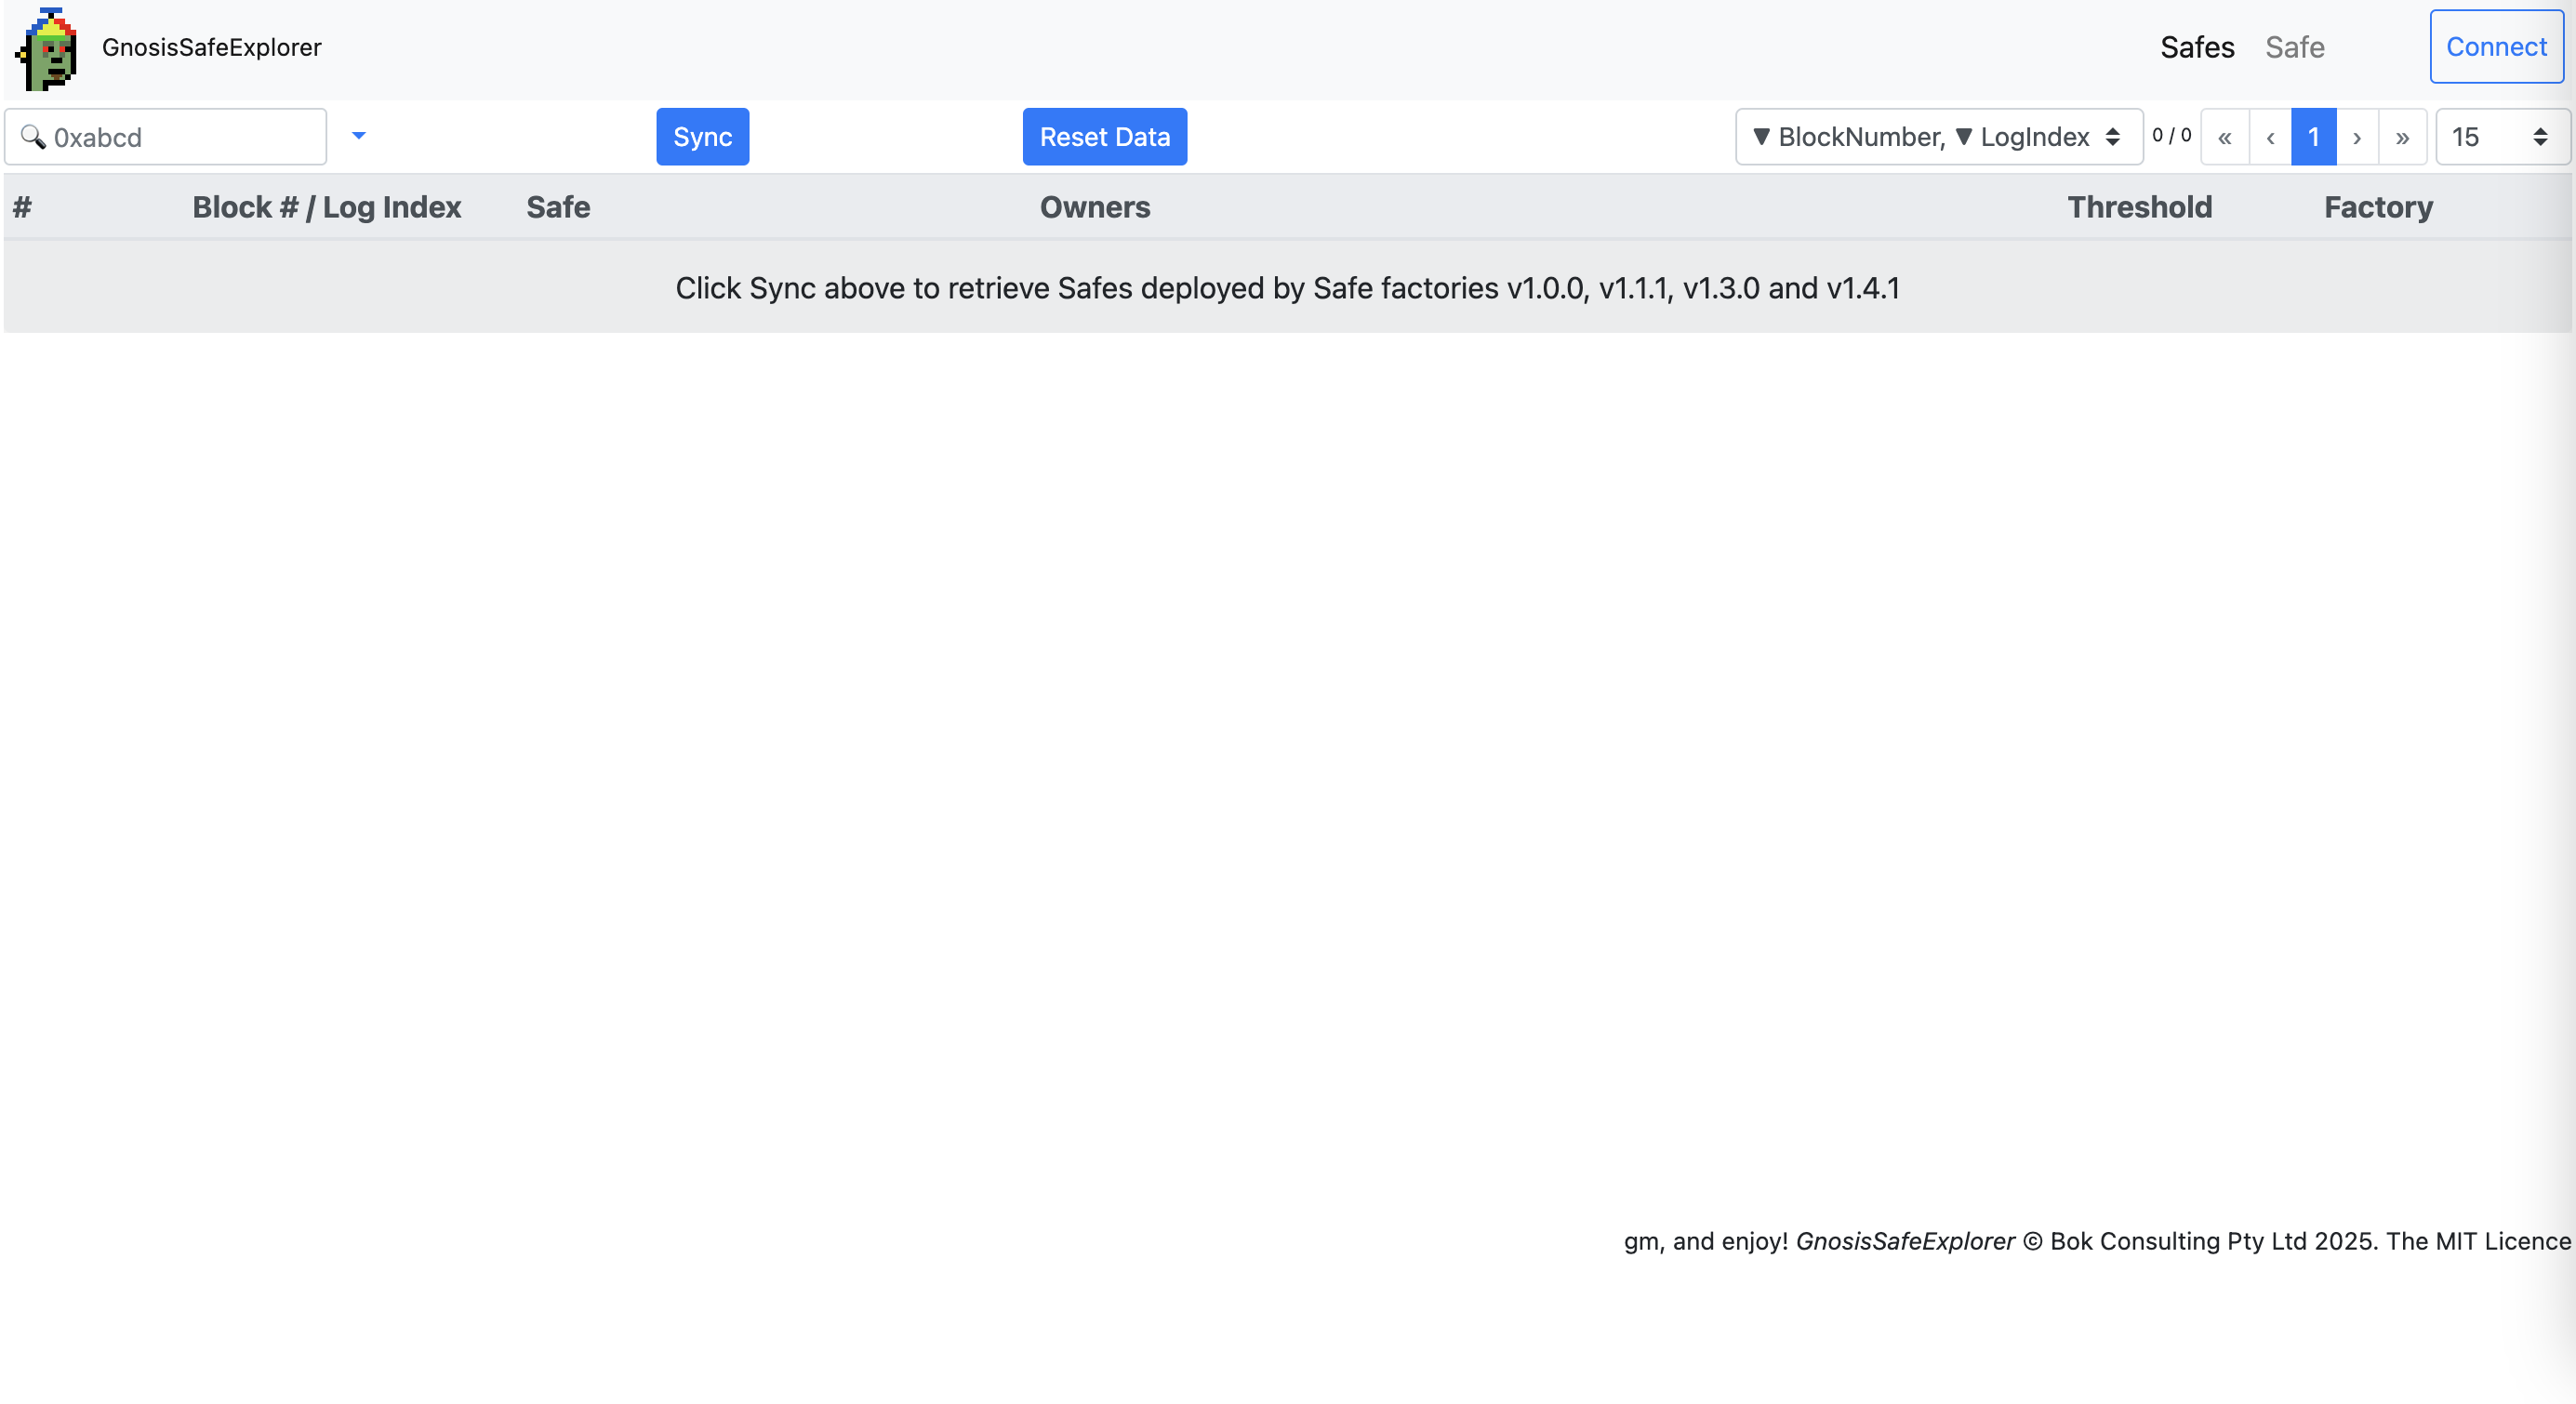 GnosisSafeExplorer Safes Safe Connect
🔍 0xabcd Sync Reset Data ▼ BlockNumber, ▼ LogIndex 0 / 0 « ‹ 1 › » 15
# Block # / Log Index Safe Owners Threshold Factory
Click Sync above to retrieve Safes deployed by Safe factories v1.0.0, v1.1.1, v1.3.0 and v1.4.1
gm, and enjoy! GnosisSafeExplorer © Bok Consulting Pty Ltd 2025. The MIT Licence